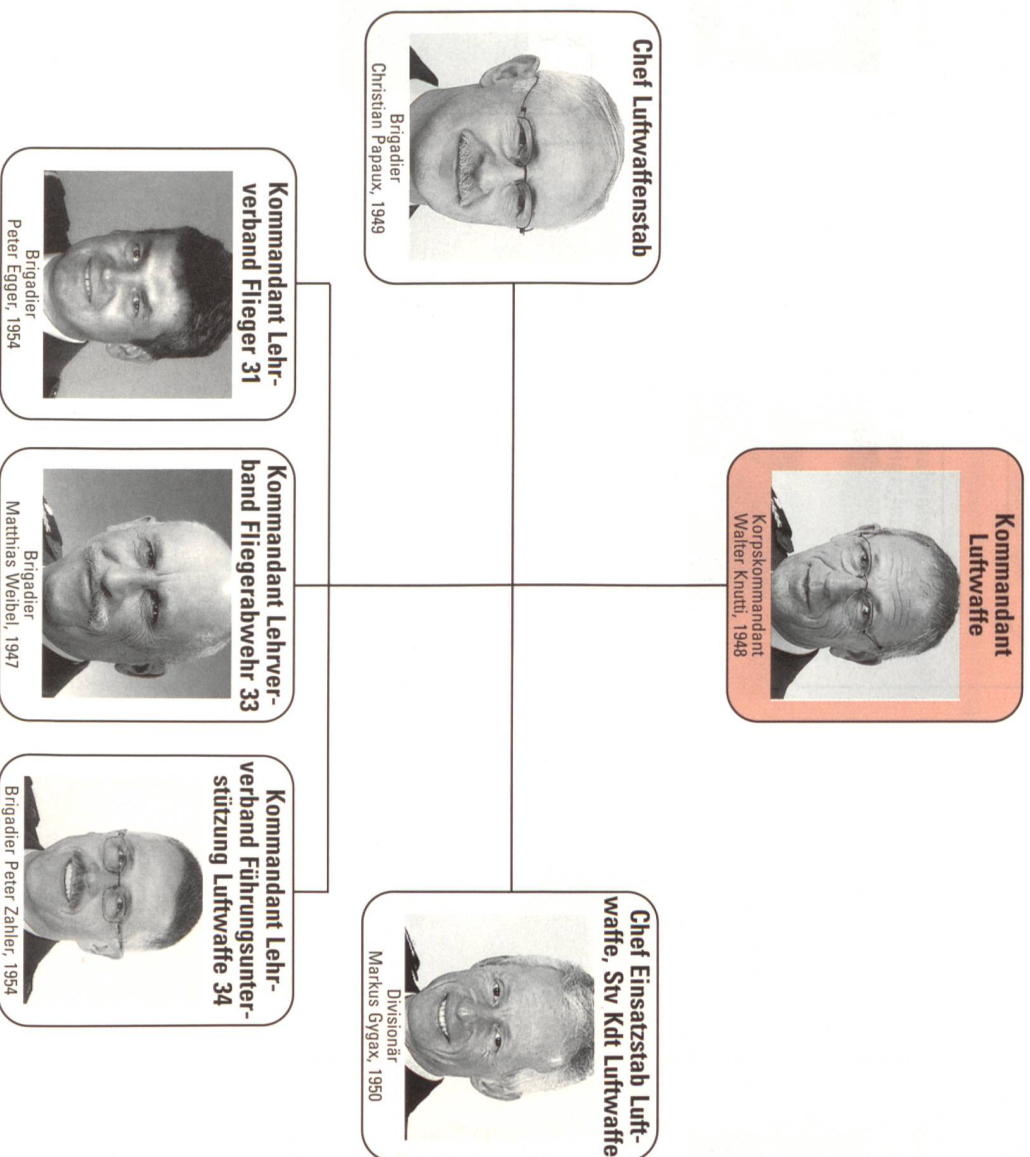 Kommandant
Luftwaffe
Korpskommandant
Walter Knutti, 1948
Chef Luftwaffenstab
Brigadier
Christian Papaux, 1949
Chef Einsatzstab Luft-
waffe, Stv Kdt Luftwaffe
Divisionär
Markus Gygax, 1950
Kommandant Lehr-
verband Flieger 31
Brigadier
Peter Egger, 1954
Kommandant Lehrver-
band Fliegerabwehr 33
Brigadier
Matthias Weibel, 1947
Kommandant Lehr-
verband Führungsunter-
stützung Luftwaffe 34
Brigadier Peter Zahler, 1954